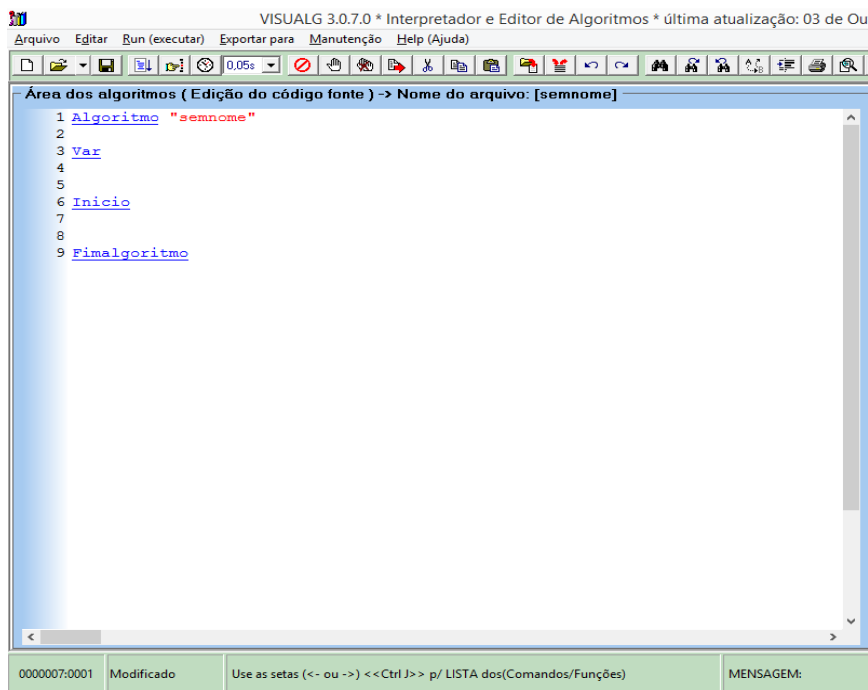 VISUALG 3.0.7.0 * Interpretador e Editor de Algoritmos * última atualização: 03 de Ou
Arquivo Editar Run (executar) Exportar para Manutenção Help (Ajuda)
0,05s
Área dos algoritmos ( Edição do código fonte ) -> Nome do arquivo: [semnome]
1 Algoritmo "semnome"
2
3 Var
4
5
6 Inicio
7
8
9 Fimalgoritmo
0000007:0001 Modificado Use as setas (<- ou ->) <<Ctrl J>> p/ LISTA dos(Comandos/Funções) MENSAGEM: